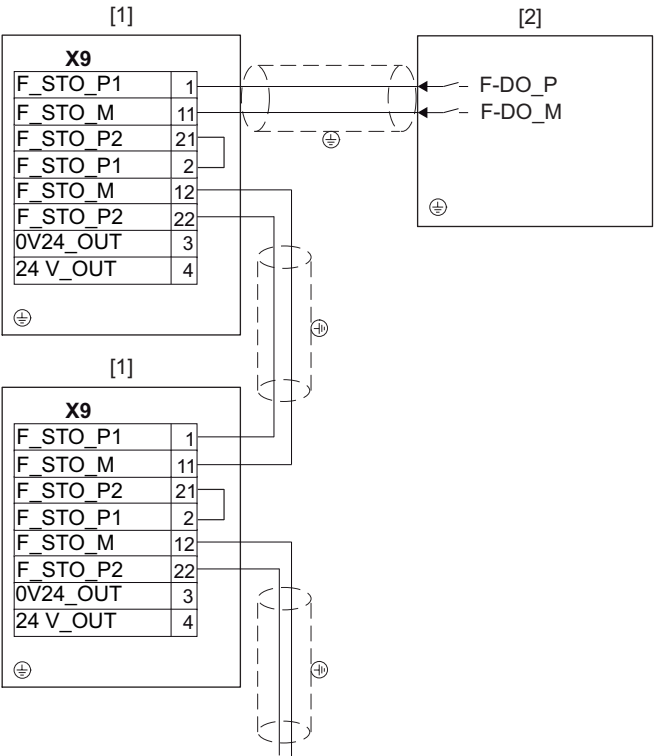 [1] [2]
X9
F_STO_P1 1 F-DO_P
F_STO_M 11 F-DO_M
F_STO_P2 21
F_STO_P1 2
F_STO_M 12
F_STO_P2 22
0V24_OUT 3
24 V_OUT 4
[1]
X9
F_STO_P1 1
F_STO_M 11
F_STO_P2 21
F_STO_P1 2
F_STO_M 12
F_STO_P2 22
0V24_OUT 3
24 V_OUT 4